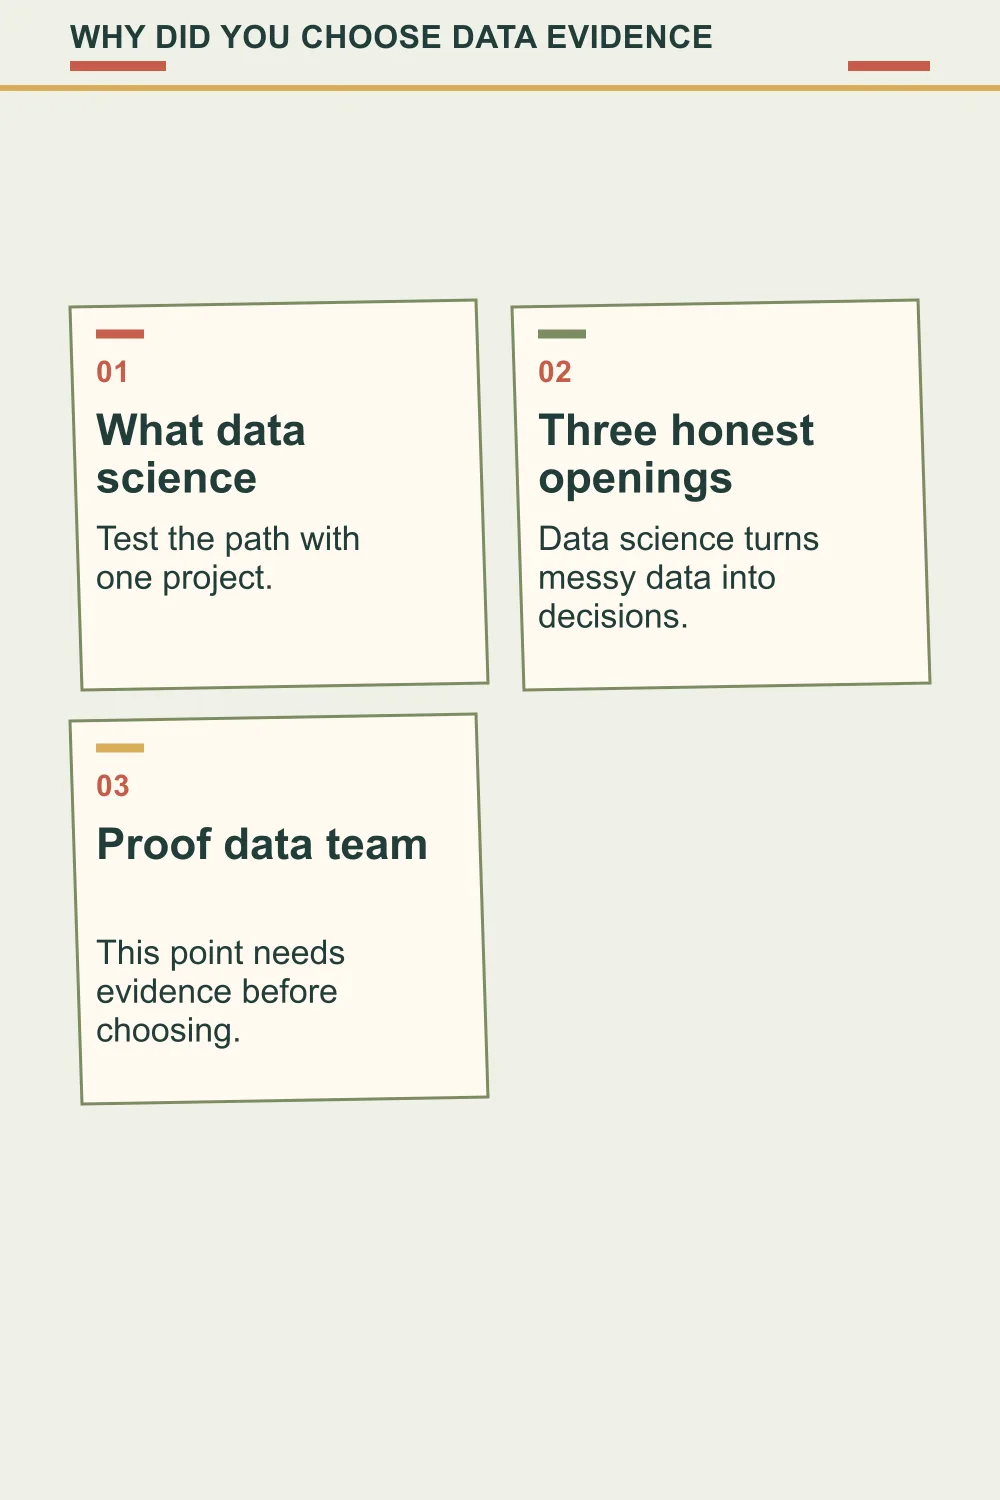 WHY DID YOU CHOOSE DATA EVIDENCE
01
What data
science
Test the path with
one project.
02
Three honest
openings
Data science turns
messy data into
decisions.
03
Proof data team
This point needs
evidence before
choosing.